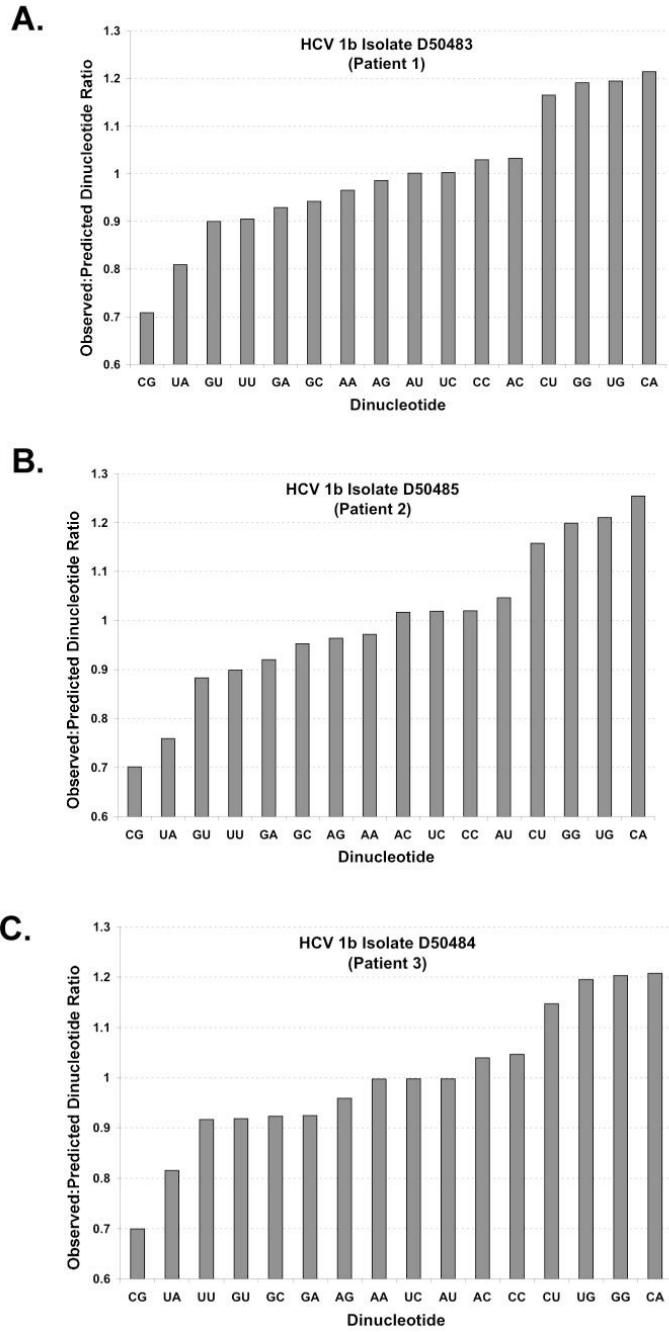 A.
HCV 1b Isolate D50483
(Patient 1)
Observed:Predicted Dinucleotide Ratio
1.3
1.2
1.1
1
0.9
0.8
0.7
0.6
CG UA GU UU GA GC AA AG AU UC CC AC CU GG UG CA
Dinucleotide
B.
HCV 1b Isolate D50485
(Patient 2)
Observed:Predicted Dinucleotide Ratio
1.3
1.2
1.1
1
0.9
0.8
0.7
0.6
CG UA GU UU GA GC AG AA AC UC CC AU CU GG UG CA
Dinucleotide
C.
HCV 1b Isolate D50484
(Patient 3)
Observed:Predicted Dinucleotide Ratio
1.3
1.2
1.1
1
0.9
0.8
0.7
0.6
CG UA UU GU GC GA AG AA UC AU AC CC CU UG GG CA
Dinucleotide